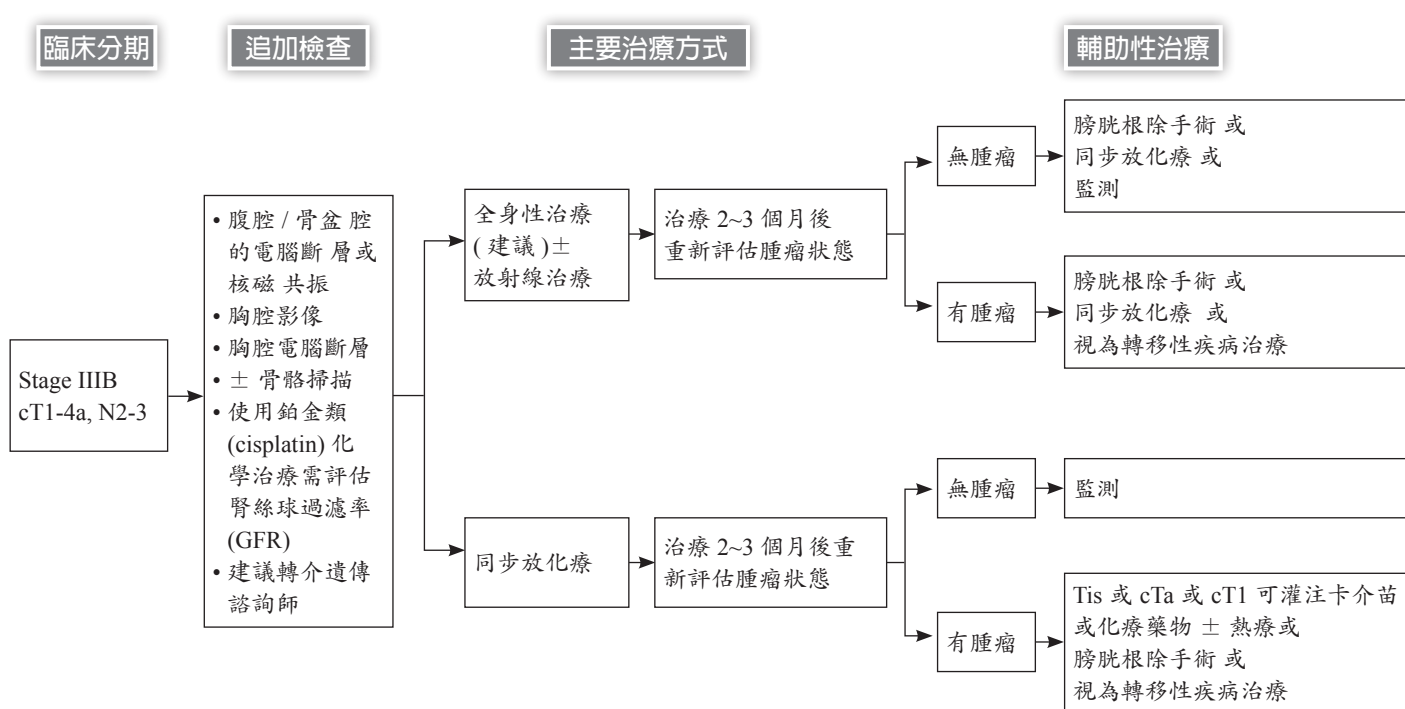 臨床分期
追加檢查
主要治療方式
輔助性治療
Stage IIIB
cT1-4a, N2-3
• 腹腔 / 骨盆 腔
的電腦斷 層或
核磁 共振
• 胸腔影像
• 胸腔電腦斷層
• ± 骨骼掃描
• 使用鉑金類
(cisplatin) 化
學治療需評估
腎絲球過濾率
(GFR)
• 建議轉介遺傳
諮詢師
全身性治療
( 建議 )±
放射線治療
治療 2~3 個月後
重新評估腫瘤狀態
無腫瘤
膀胱根除手術 或
同步放化療 或
監測
有腫瘤
膀胱根除手術 或
同步放化療 或
視為轉移性疾病治療
同步放化療
治療 2~3 個月後重
新評估腫瘤狀態
無腫瘤
監測
有腫瘤
Tis 或 cTa 或 cT1 可灌注卡介苗
或化療藥物 ± 熱療或
膀胱根除手術 或
視為轉移性疾病治療